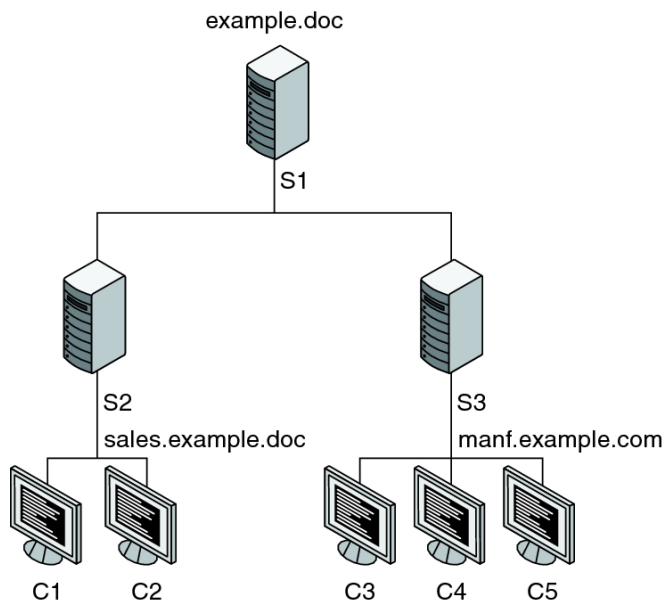 example.doc
S1
S2
S3
sales.example.doc
manf.example.com
C1
C2
C3
C4
C5